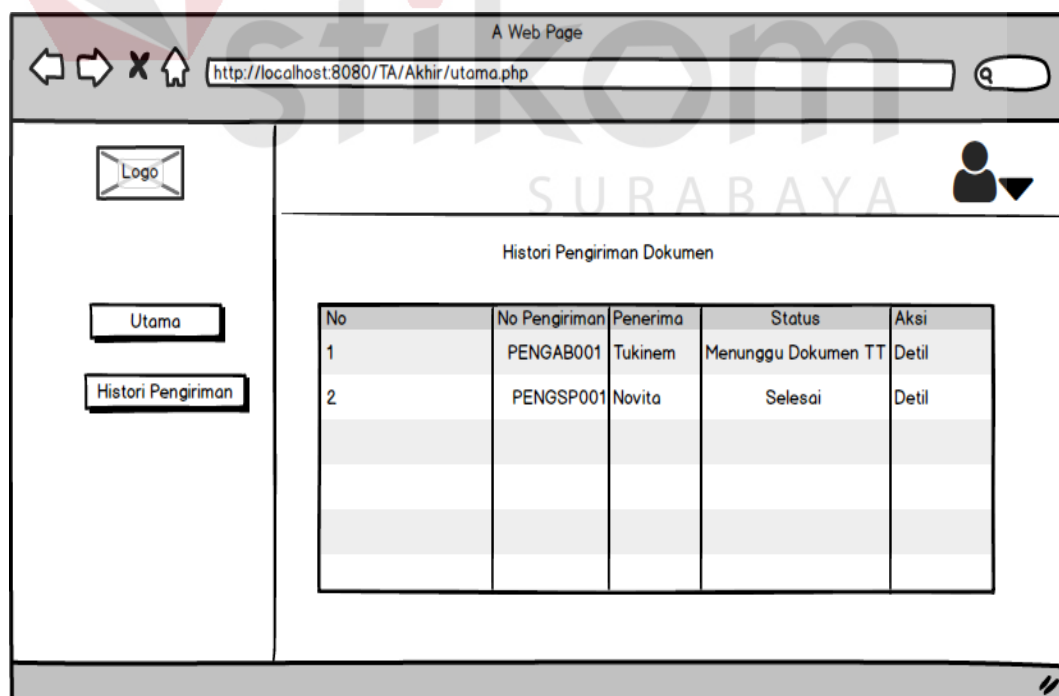 stikom
SURABAYA
A Web Page
http://localhost:8080/TA/Akhir/utama.php
Logo
Utama
Histori Pengiriman
Histori Pengiriman Dokumen
No No Pengiriman Penerima Status Aksi
1 PENGAB001 Tukinem Menunggu Dokumen TT Detil
2 PENGSP001 Novita Selesai Detil